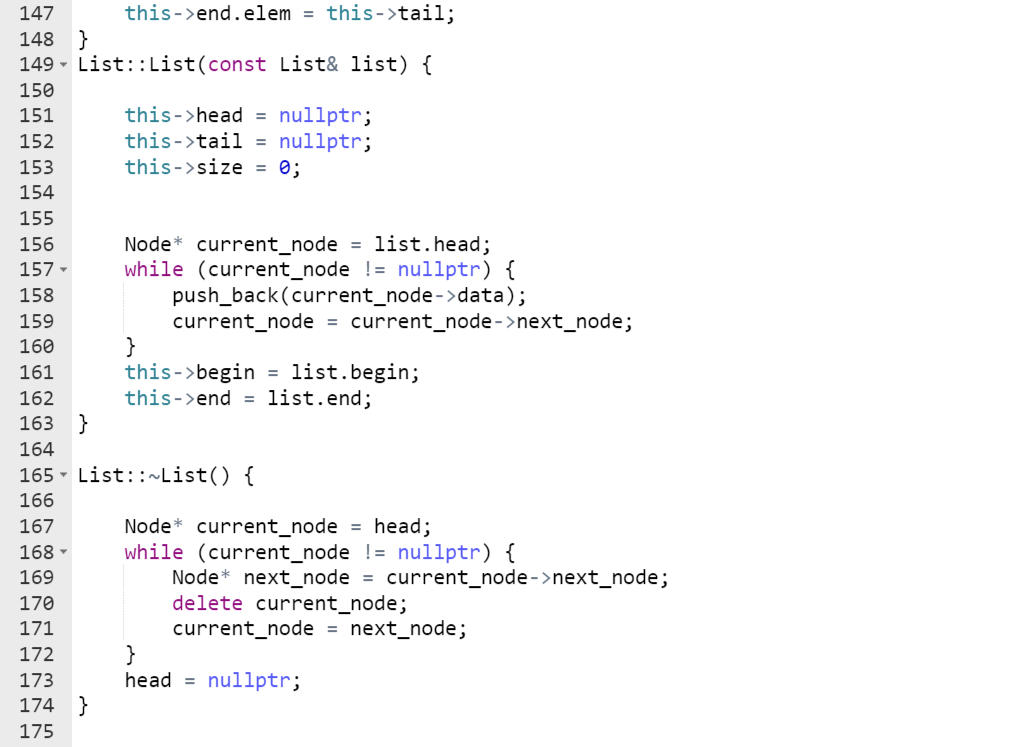 147 this->end.elem = this->tail;
148 }
149 List::List(const List& list) {
150
151 this->head = nullptr;
152 this->tail = nullptr;
153 this->size = 0;
154
155
156 Node* current_node = list.head;
157 while (current_node != nullptr) {
158 push_back(current_node->data);
159 current_node = current_node->next_node;
160 }
161 this->begin = list.begin;
162 this->end = list.end;
163 }
164
165 List::~List() {
166
167 Node* current_node = head;
168 while (current_node != nullptr) {
169 Node* next_node = current_node->next_node;
170 delete current_node;
171 current_node = next_node;
172 }
173 head = nullptr;
174 }
175